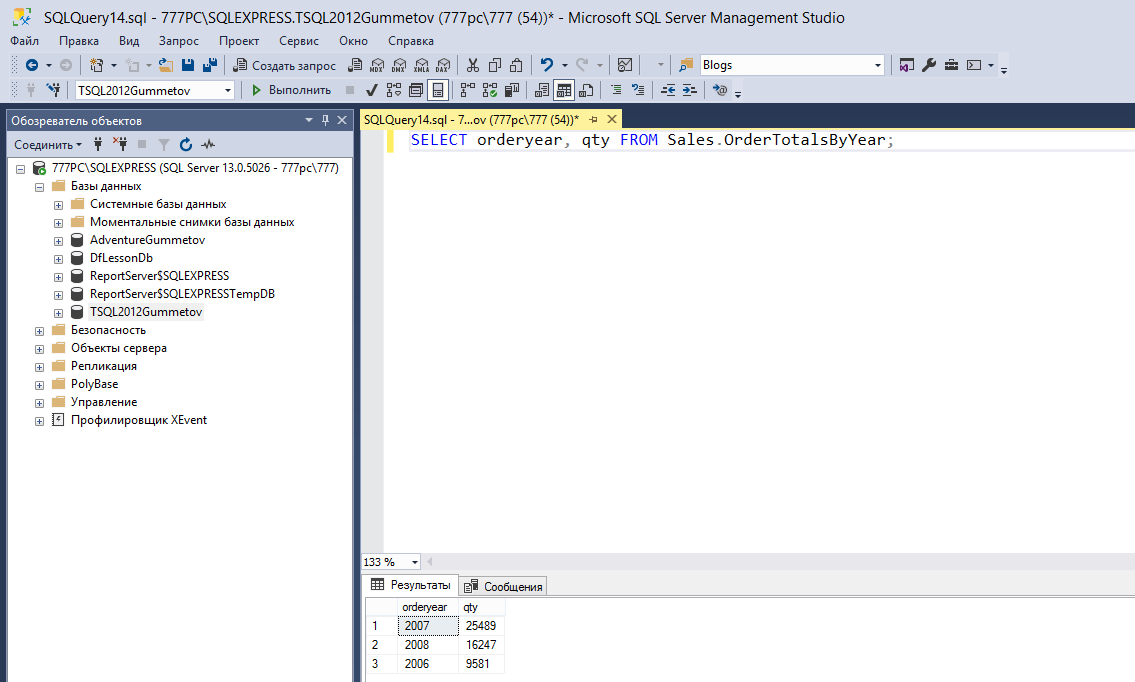 SQLQuery14.sql - 777PC\SQLEXPRESS.TSQL2012Gummetov (777pc\777 (54))* - Microsoft SQL Server Management Studio
Файл Правка Вид Запрос Проект Сервис Окно Справка
Создать запрос MDX DMX XMLA DAX Blogs
TSQL2012Gummetov Выполнить
Обозреватель объектов
SQLQuery14.sql - 7...ov (777pc\777 (54))*
Соединить
SELECT orderyear, qty FROM Sales.OrderTotalsByYear;
777PC\SQLEXPRESS (SQL Server 13.0.5026 - 777pc\777)
Базы данных
Системные базы данных
Моментальные снимки базы данных
AdventureGummetov
DfLessonDb
ReportServer$SQLEXPRESS
ReportServer$SQLEXPRESSTempDB
TSQL2012Gummetov
Безопасность
Объекты сервера
Репликация
PolyBase
Управление
Профилировщик XEvent
133 %
Результаты Сообщения
orderyear qty
1 2007 25489
2 2008 16247
3 2006 9581